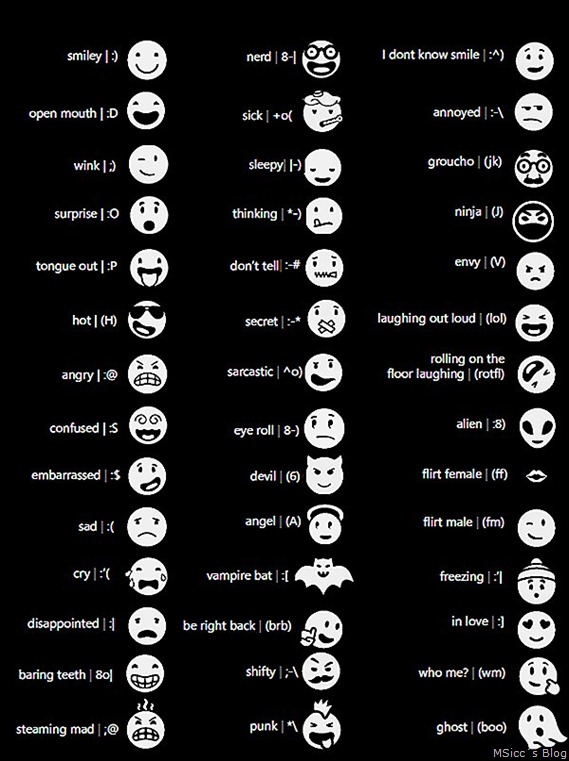 smiley | :)
nerd | 8-|
I dont know smile | :^)
open mouth | :D
sick | +o(
annoyed | :-\
wink | ;)
sleepy| |-)
groucho | (jk)
surprise | :O
thinking | *-)
ninja | (J)
tongue out | :P
don't tell| :-#
envy | (V)
hot | (H)
secret | :-*
laughing out loud | (lol)
angry | :@
sarcastic | ^o)
rolling on the
floor laughing | (rotfl)
confused | :S
eye roll | 8-)
alien | :8)
embarrassed | :$
devil | (6)
flirt female | (ff)
sad | :(
angel | (A)
flirt male | (fm)
cry | :'(
vampire bat | :[
freezing | :'|
disappointed | :|
be right back | (brb)
in love | :]
baring teeth | 8o|
shifty | ;-\
who me? | (wm)
steaming mad | ;@
punk | *\
ghost | (boo)
MSicc´s Blog